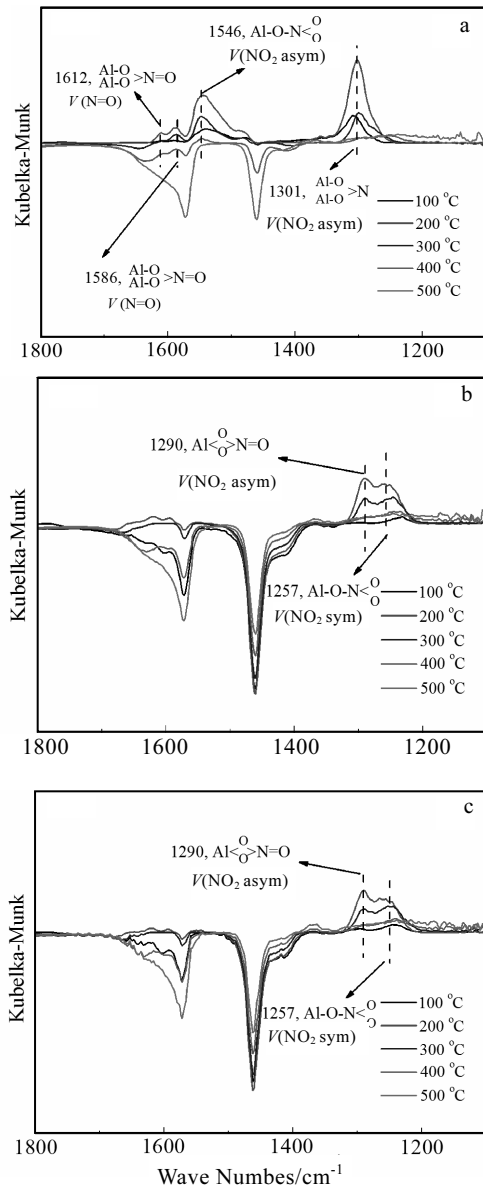 a
1546, Al-O-N<O O
V(NO2 asym)
1612, Al-O Al-O >N=O
V(N=O)
Kubelka-Munk
1301, Al-O Al-O >N
V(NO2 asym)
1586, Al-O Al-O >N=O
V(N=O)
100 °C
200 °C
300 °C
400 °C
500 °C
1800 1600 1400 1200
b
1290, Al<O O>N=O
V(NO2 asym)
Kubelka-Munk
1257, Al-O-N<O O
V(NO2 sym)
100 °C
200 °C
300 °C
400 °C
500 °C
1800 1600 1400 1200
c
1290, Al<O O>N=O
V(NO2 asym)
Kubelka-Munk
1257, Al-O-N<O O
V(NO2 sym)
100 °C
200 °C
300 °C
400 °C
500 °C
1800 1600 1400 1200
Wave Numbes/cm-1